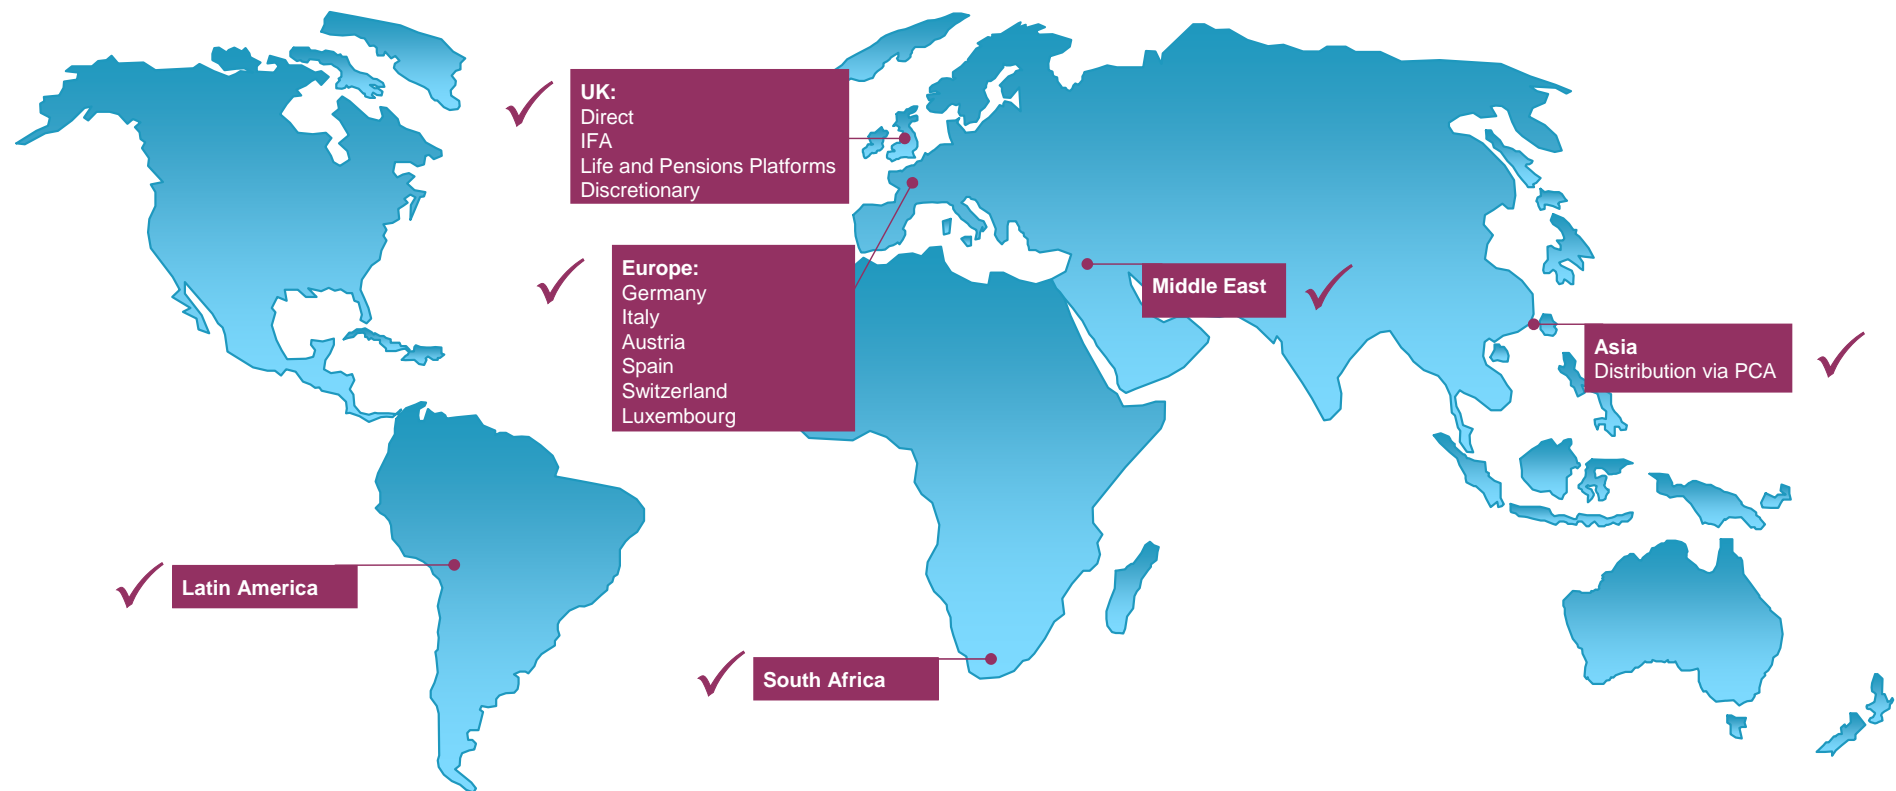 UK:
Direct
IFA
Life and Pensions Platforms
Discretionary
Europe:
Germany
Italy
Austria
Spain
Switzerland
Luxembourg
Middle East
Asia
Distribution via PCA
Latin America
South Africa